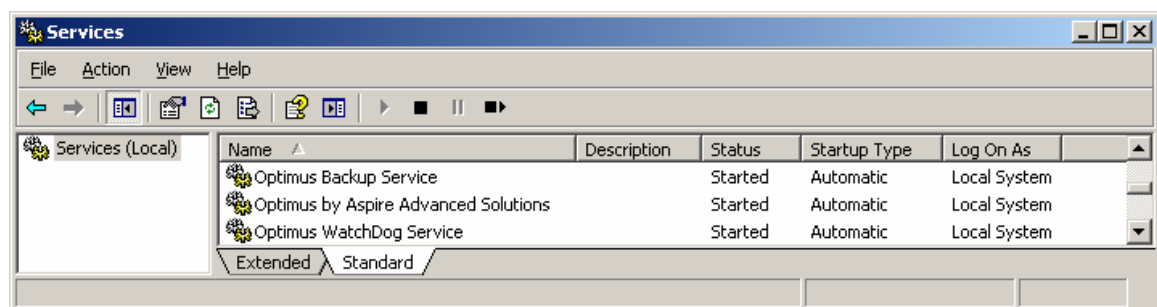 Services
File Action View Help
Services (Local)
Name Description Status Startup Type Log On As
Optimus Backup Service Started Automatic Local System
Optimus by Aspire Advanced Solutions Started Automatic Local System
Optimus WatchDog Service Started Automatic Local System
Extended Standard